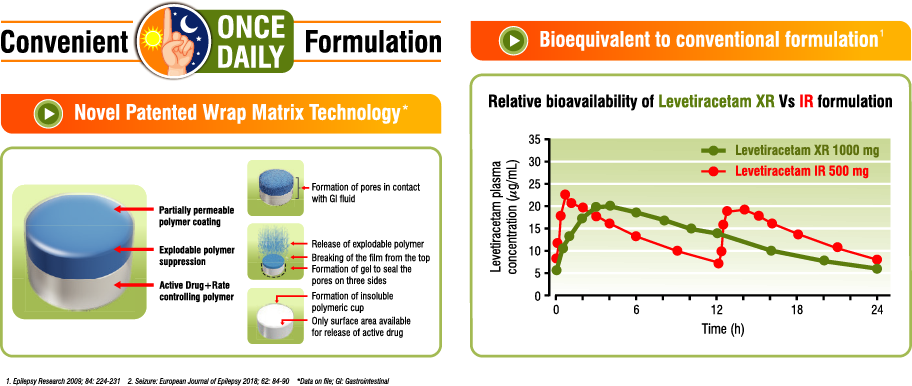 Convenient ONCE DAILY Formulation
Novel Patented Wrap Matrix Technology*
Partially permeable
polymer coating
Explodable polymer
suppression
Active Drug+Rate
controlling polymer
Formation of pores in contact
with GI fluid
Release of explodable polymer
Breaking of the film from the top
Formation of gel to seal the
pores on three sides
Formation of insoluble
polymeric cup
Only surface area available
for release of active drug
Bioequivalent to conventional formulation1
Relative bioavailability of Levetiracetam XR Vs IR formulation
Levetiracetam plasma
concentration (µg/mL)
35
30
25
20
15
10
5
0
Levetiracetam XR 1000 mg
Levetiracetam IR 500 mg
0 6 12 18 24
Time (h)
1. Epilepsy Research 2009; 84: 224-231 2. Seizure: European Journal of Epilepsy 2018; 62: 84-90 *Data on file; GI: Gastrointestinal